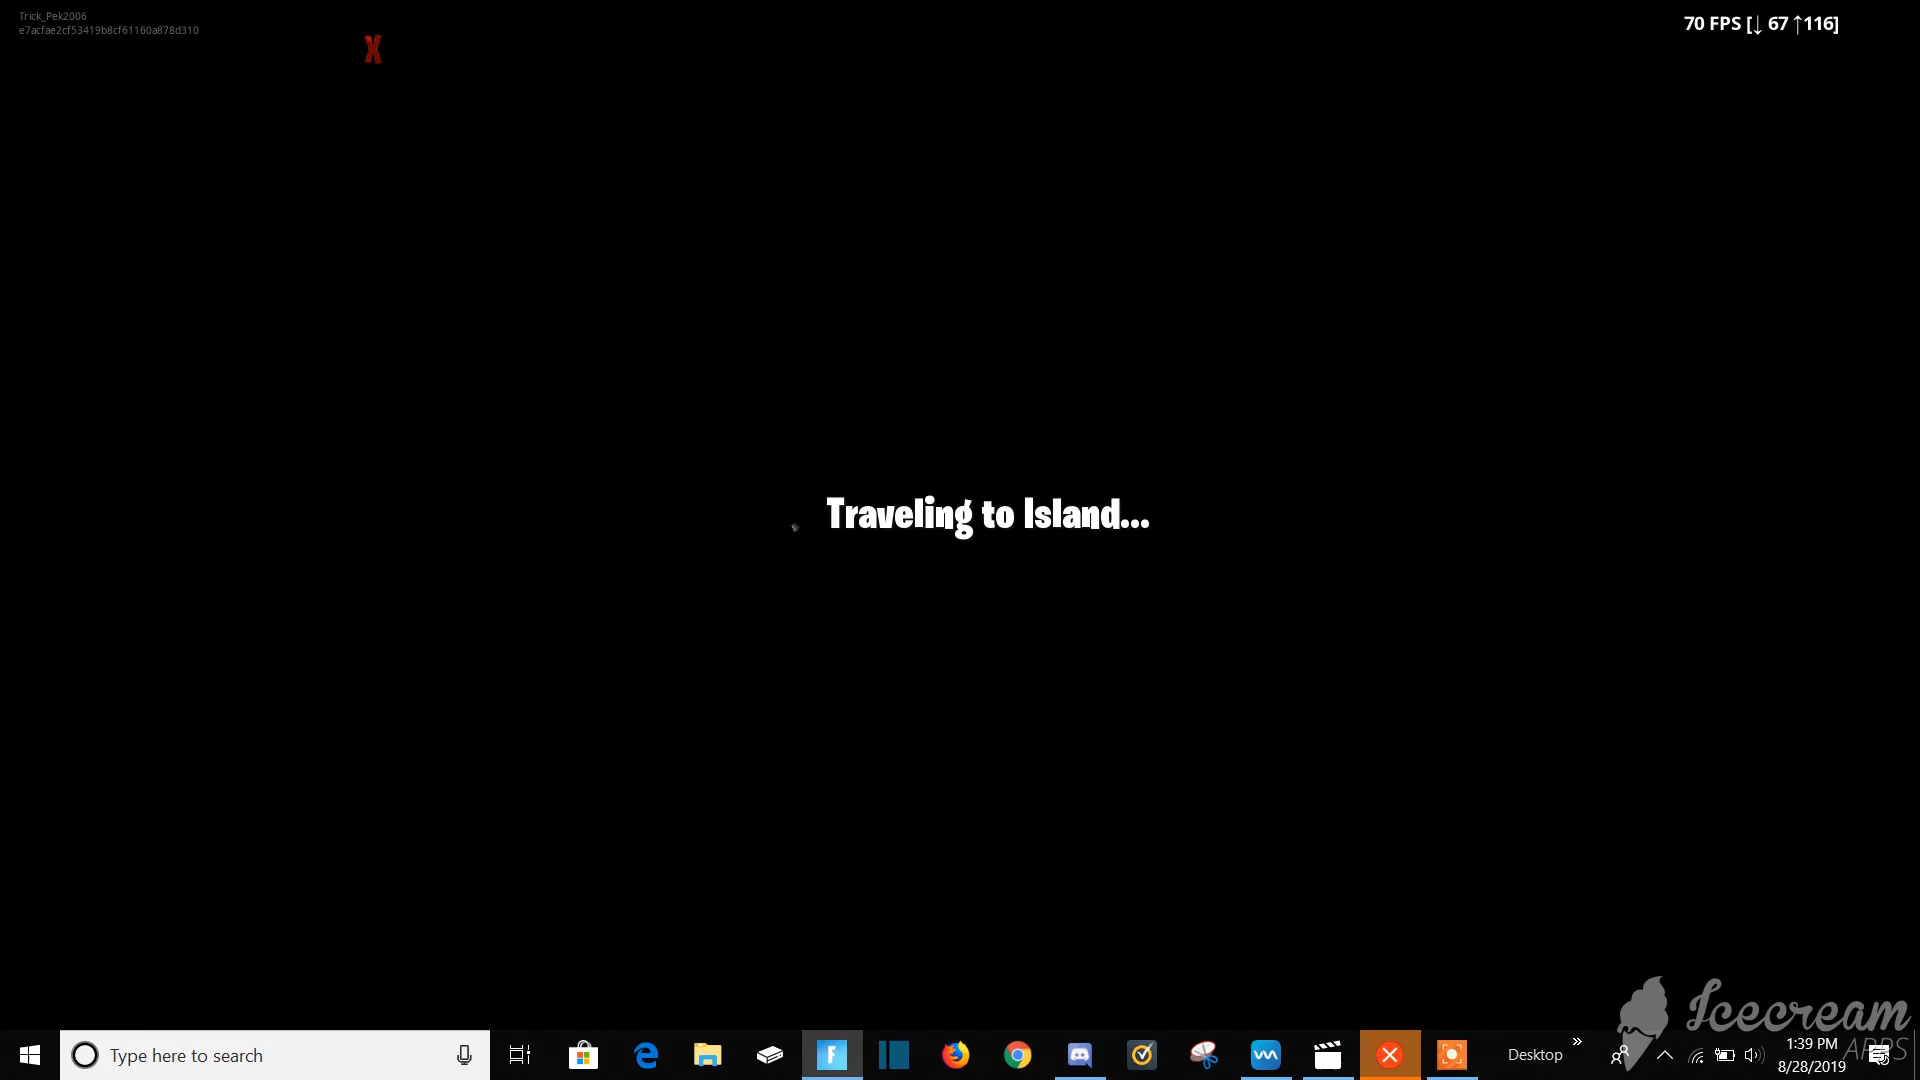 Trick_Pek2006
e7acfae2cf53419b8cf61160a878d310
X
70 FPS [↓ 67 ↑116]
Traveling to Island...
Icecream
APPS
Type here to search
F
Desktop
1:39 PM
8/28/2019